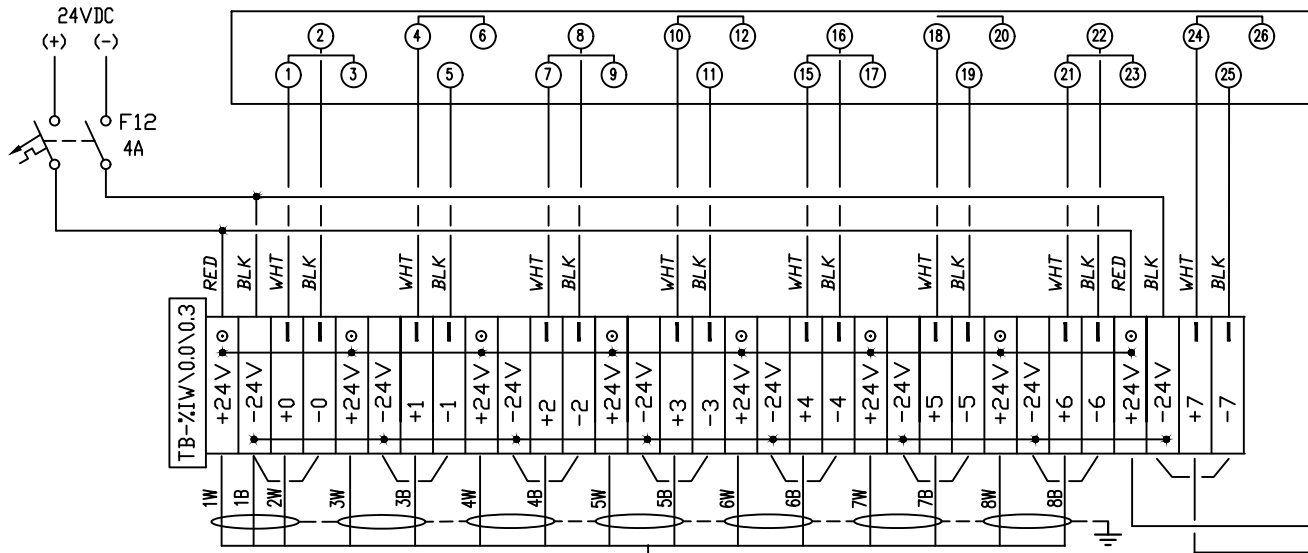 24VDC
(+) (-)
2 4 6 8 10 12 16 18 20 22 24 26
1 3 5 7 9 11 15 17 19 21 23 25
F12
4A
RED BLK WHT BLK WHT BLK WHT BLK WHT BLK WHT BLK WHT BLK WHT BLK RED BLK WHT BLK
TB-%IW\0.0\0.3
+24V -24V +0 -0 +24V -24V +1 -1 +24V -24V +2 -2 +24V -24V +3 -3 +24V -24V +4 -4 +24V -24V +5 -5 +24V -24V +6 -6 +24V -24V +7 -7
1W 1B 2W 3W 3B 4W 4B 5W 5B 6W 6B 7W 7B 8W 8B